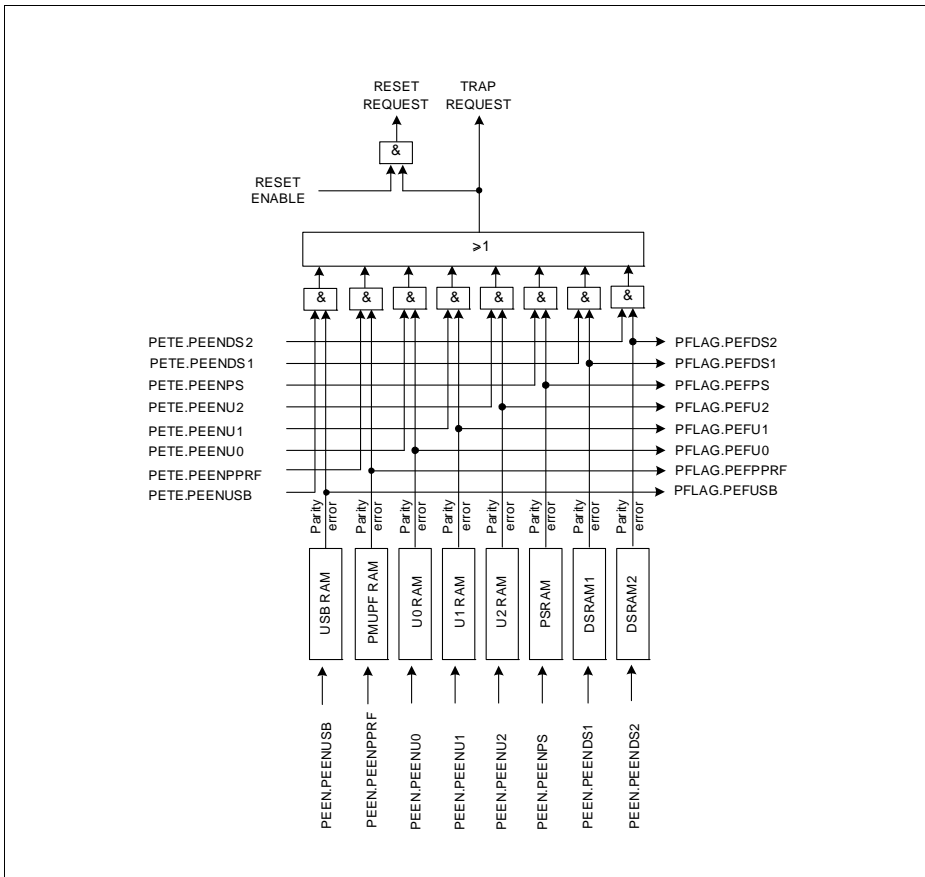 RESET
REQUEST
TRAP
REQUEST
&
RESET
ENABLE
≥1
& & & & & & & &
PETE.PEENDS2
PFLAG.PEFDS2
PETE.PEENDS1
PFLAG.PEFDS1
PETE.PEENPS
PFLAG.PEFPS
PETE.PEENU2
PFLAG.PEFU2
PETE.PEENU1
PFLAG.PEFU1
PETE.PEENU0
PFLAG.PEFU0
PETE.PEENPPRF
PFLAG.PEFPPRF
PETE.PEENUSB
PFLAG.PEFUSB
Parity
error
Parity
error
Parity
error
Parity
error
Parity
error
Parity
error
Parity
error
Parity
error
USB RAM
PMUPF RAM
U0 RAM
U1 RAM
U2 RAM
PSRAM
DSRAM1
DSRAM2
PEEN.PEENUSB
PEEN.PEENPPRF
PEEN.PEENU0
PEEN.PEENU1
PEEN.PEENU2
PEEN.PEENPS
PEEN.PEENDS1
PEEN.PEENDS2